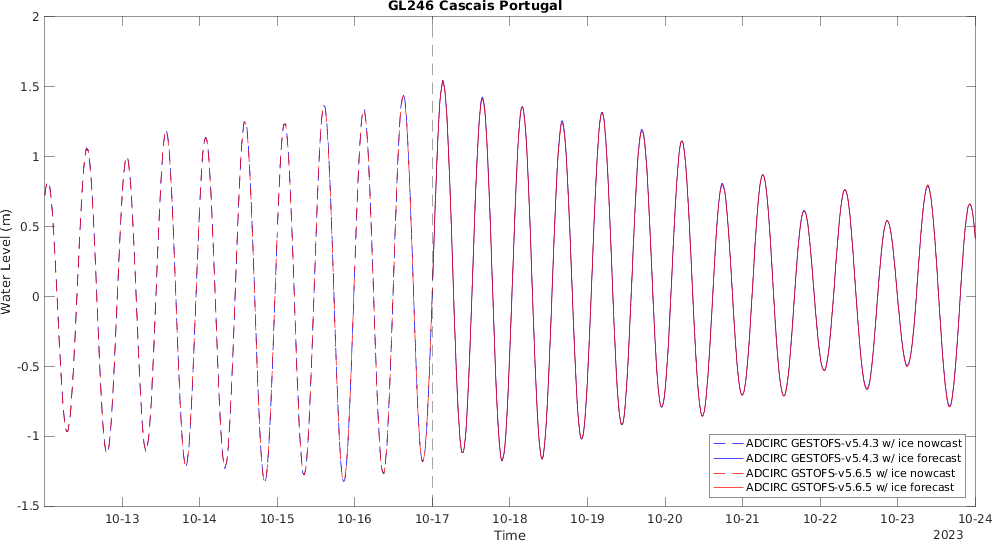 GL246 Cascais Portugal
2
1.5
1
0.5
0
-0.5
-1
-1.5
Water Level (m)
ADCIRC GESTOFS-v5.4.3 w/ ice nowcast
ADCIRC GESTOFS-v5.4.3 w/ ice forecast
ADCIRC GSTOFS-v5.6.5 w/ ice nowcast
ADCIRC GSTOFS-v5.6.5 w/ ice forecast
10-13 10-14 10-15 10-16 10-17 10-18 10-19 10-20 10-21 10-22 10-23 10-24
Time
2023